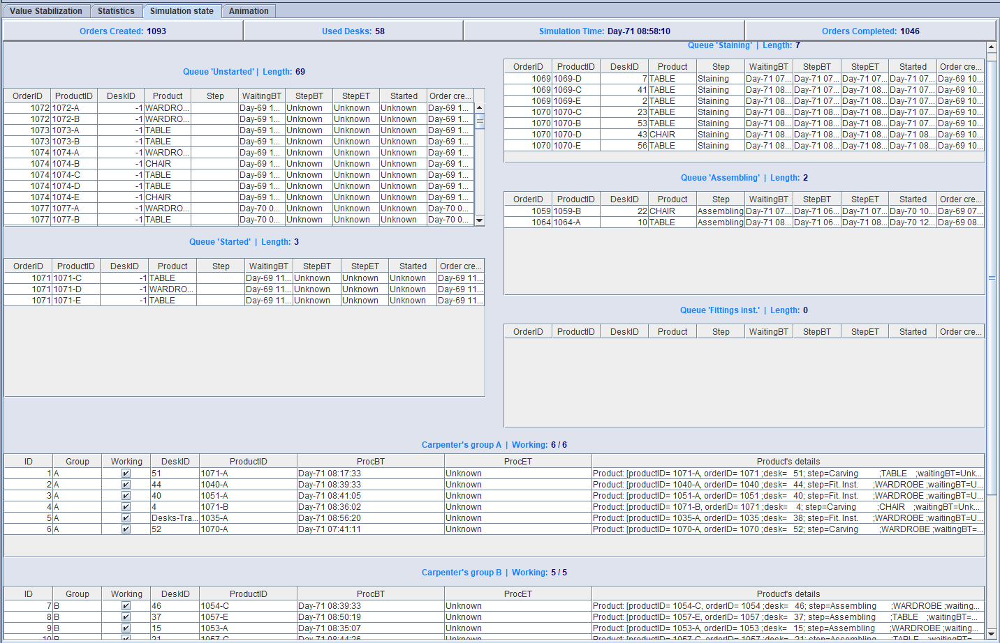 Value Stabilization Statistics Simulation state Animation
Orders Created: 1093 Used Desks: 58 Simulation Time: Day-71 08:58:10 Orders Completed: 1046
Queue 'Unstarted' | Length: 69
OrderID ProductID DeskID Product Step WaitingBT StepBT StepET Started Order cre...
1072 1072-A -1 WARDRO... Day-69 1... Unknown Unknown Unknown Day-69 1...
1072 1072-B -1 WARDRO... Day-69 1... Unknown Unknown Unknown Day-69 1...
1073 1073-A -1 TABLE Day-69 1... Unknown Unknown Unknown Day-69 1...
1073 1073-B -1 TABLE Day-69 1... Unknown Unknown Unknown Day-69 1...
1074 1074-A -1 WARDRO... Day-69 1... Unknown Unknown Unknown Day-69 1...
1074 1074-B -1 CHAIR Day-69 1... Unknown Unknown Unknown Day-69 1...
1074 1074-C -1 TABLE Day-69 1... Unknown Unknown Unknown Day-69 1...
1074 1074-D -1 TABLE Day-69 1... Unknown Unknown Unknown Day-69 1...
1074 1074-E -1 CHAIR Day-69 1... Unknown Unknown Unknown Day-69 1...
1077 1077-A -1 WARDRO... Day-70 0... Unknown Unknown Unknown Day-70 0...
1077 1077-B -1 TABLE Day-70 0... Unknown Unknown Unknown Day-70 0...
Queue 'Started' | Length: 3
OrderID ProductID DeskID Product Step WaitingBT StepBT StepET Started Order cre...
1071 1071-C -1 TABLE Day-69 11... Unknown Unknown Unknown Day-69 11...
1071 1071-D -1 WARDRO... Day-69 11... Unknown Unknown Unknown Day-69 11...
1071 1071-E -1 TABLE Day-69 11... Unknown Unknown Unknown Day-69 11...
Queue 'Staining' | Length: 7
OrderID ProductID DeskID Product Step WaitingBT StepBT StepET Started Order cre...
1069 1069-D 7 TABLE Staining Day-71 07... Day-71 07... Day-71 07... Day-71 07... Day-69 10...
1069 1069-C 41 TABLE Staining Day-71 08... Day-71 07... Day-71 08... Day-71 07... Day-69 10...
1069 1069-E 2 TABLE Staining Day-71 08... Day-71 07... Day-71 08... Day-71 07... Day-69 10...
1070 1070-C 23 TABLE Staining Day-71 08... Day-71 08... Day-71 08... Day-71 08... Day-69 10...
1070 1070-B 53 TABLE Staining Day-71 08... Day-71 07... Day-71 08... Day-71 07... Day-69 10...
1070 1070-D 43 CHAIR Staining Day-71 08... Day-71 08... Day-71 08... Day-71 08... Day-69 10...
1070 1070-E 56 TABLE Staining Day-71 08... Day-71 08... Day-71 08... Day-71 08... Day-69 10...
Queue 'Assembling' | Length: 2
OrderID ProductID DeskID Product Step WaitingBT StepBT StepET Started Order cre...
1059 1059-B 22 CHAIR Assembling Day-71 07... Day-71 06... Day-71 07... Day-70 10... Day-69 07...
1064 1064-A 10 TABLE Assembling Day-71 08... Day-71 06... Day-71 08... Day-70 12... Day-69 08...
Queue 'Fittings inst.' | Length: 0
OrderID ProductID DeskID Product Step WaitingBT StepBT StepET Started Order cre...
Carpenter's group A | Working: 6 / 6
ID Group Working DeskID ProductID ProcBT ProcET Product's details
1 A 51 1071-A Day-71 08:17:33 Unknown Product: [productID= 1071-A, orderID= 1071 ;desk= 51; step=Carving ;TABLE ;waitingBT=Unk...
2 A 44 1040-A Day-71 08:39:33 Unknown Product: [productID= 1040-A, orderID= 1040 ;desk= 44; step=Fit. Inst. ;WARDROBE ;waitingBT=U...
3 A 40 1051-A Day-71 08:41:05 Unknown Product: [productID= 1051-A, orderID= 1051 ;desk= 40; step=Fit. Inst. ;WARDROBE ;waitingBT=U...
4 A 4 1071-B Day-71 08:36:02 Unknown Product: [productID= 1071-B, orderID= 1071 ;desk= 4; step=Carving ;CHAIR ;waitingBT=Unk...
5 A Desks-Tra... 1035-A Day-71 08:56:20 Unknown Product: [productID= 1035-A, orderID= 1035 ;desk= 38; step=Fit. Inst. ;WARDROBE ;waitingBT=U...
6 A 52 1070-A Day-71 07:41:11 Unknown Product: [productID= 1070-A, orderID= 1070 ;desk= 52; step=Carving ;WARDROBE ;waitingBT=...
Carpenter's group B | Working: 5 / 5
ID Group Working DeskID ProductID ProcBT ProcET Product's details
7 B 46 1054-C Day-71 08:39:33 Unknown Product: [productID= 1054-C, orderID= 1054 ;desk= 46; step=Assembling ;WARDROBE ;waiting...
8 B 37 1057-E Day-71 08:50:19 Unknown Product: [productID= 1057-E, orderID= 1057 ;desk= 37; step=Assembling ;TABLE ;waitingBT=...
9 B 15 1053-A Day-71 08:35:07 Unknown Product: [productID= 1053-A, orderID= 1053 ;desk= 15; step=Assembling ;WARDROBE ;waiting...
10 B 21 1057-C Day-71 08:44:26 Unknown Product: [productID= 1057-C, orderID= 1057 ;desk= 21; step=Assembling ;TABLE ;waitingBT=...